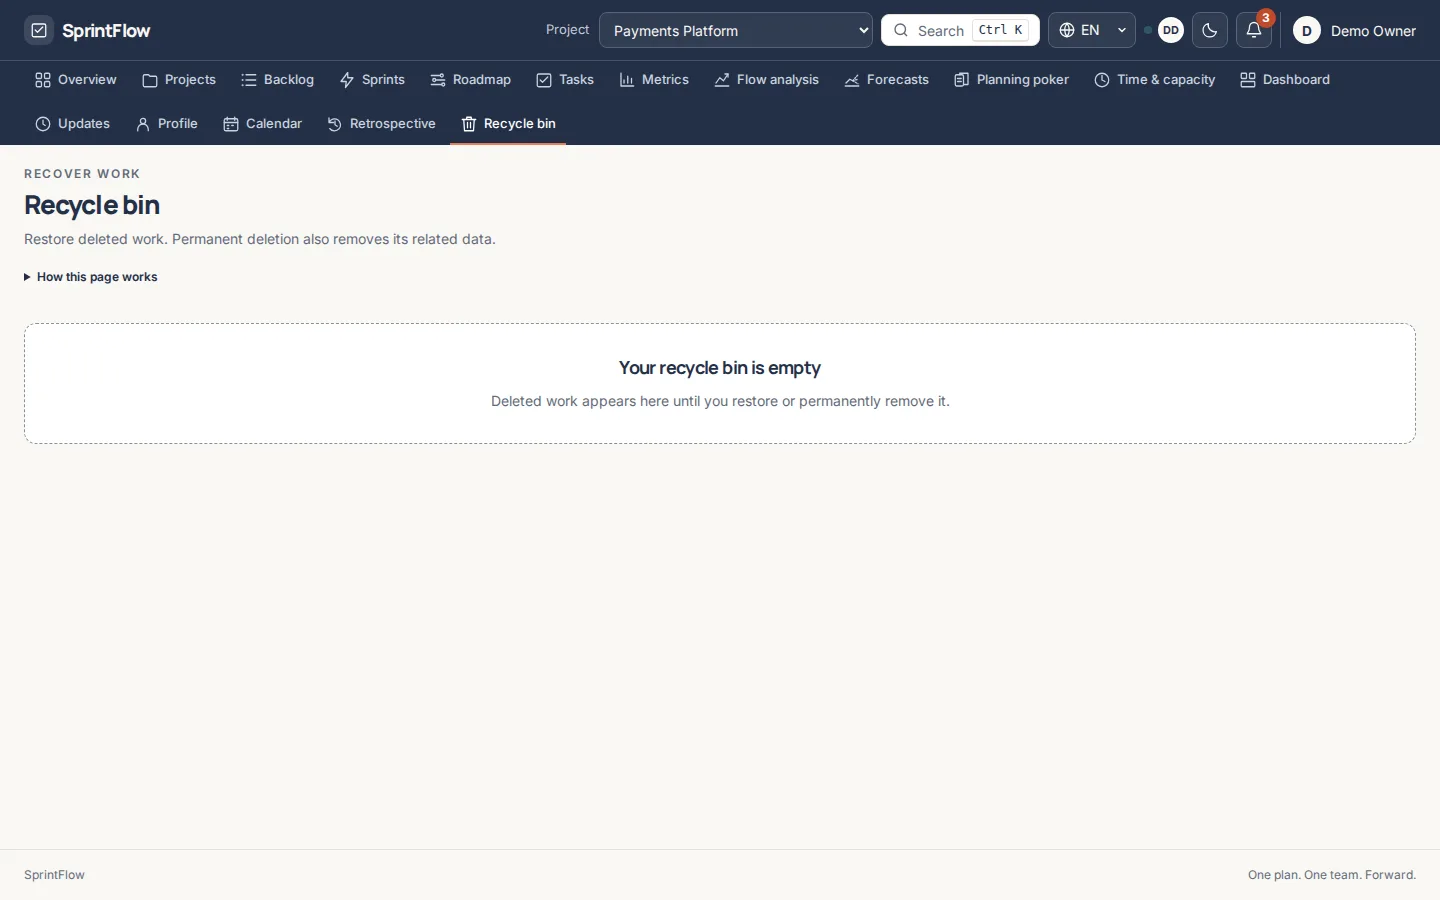 SprintFlow
Project
Payments Platform
Search
Ctrl K
EN
DD
3
D
Demo Owner
Overview
Projects
Backlog
Sprints
Roadmap
Tasks
Metrics
Flow analysis
Forecasts
Planning poker
Time & capacity
Dashboard
Updates
Profile
Calendar
Retrospective
Recycle bin
RECOVER WORK
Recycle bin
Restore deleted work. Permanent deletion also removes its related data.
How this page works
Your recycle bin is empty
Deleted work appears here until you restore or permanently remove it.
SprintFlow
One plan. One team. Forward.